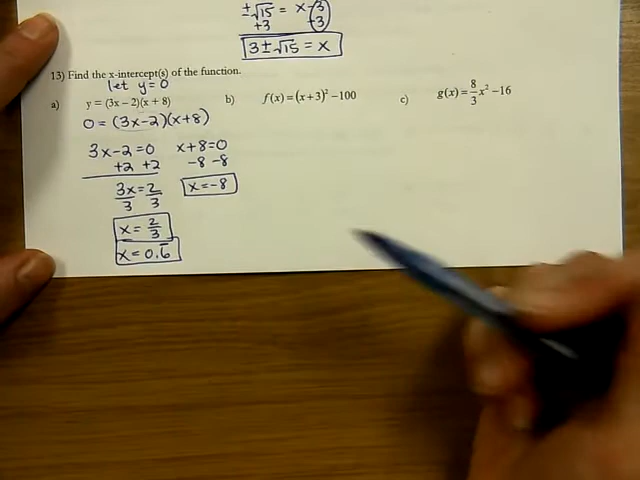 ±√15 = x-3
+3 +3
3±√15 = x
13) Find the x-intercept(s) of the function.
let y=0
a) y = (3x – 2)(x + 8)
0 = (3x-2)(x+8)
3x-2=0 x+8=0
+2 +2 -8 -8
3x/3 = 2/3 x=-8
x = 2/3
x = 0.6̅
b) f(x) = (x+3)² – 100
c) g(x) = 8/3 x² – 16